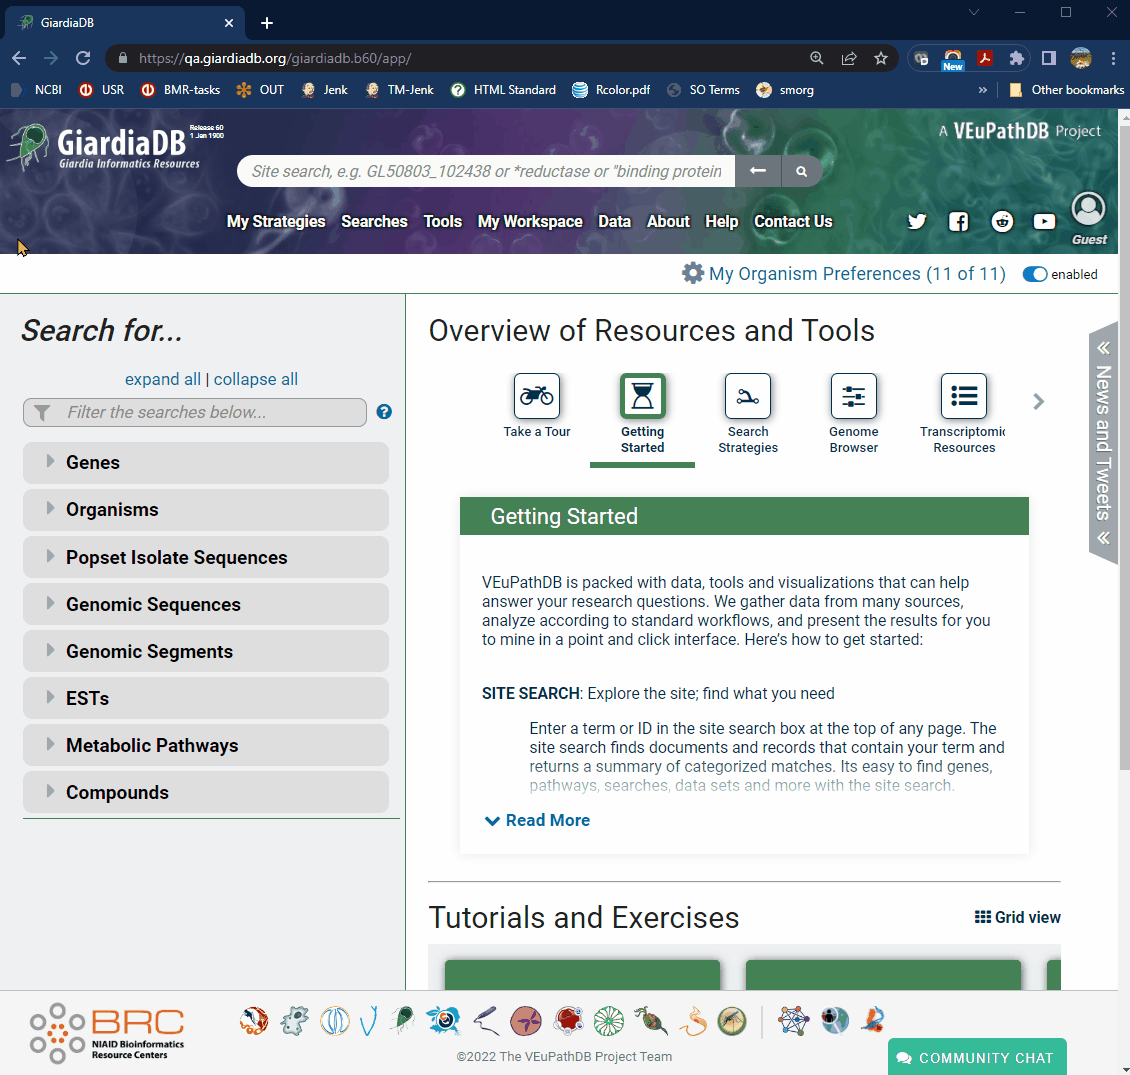 GiardiaDB
https://qa.giardiadb.org/giardiadb.b60/app/
New
NCBI USR BMR-tasks OUT Jenk TM-Jenk HTML Standard Rcolor.pdf SO Terms smorg » Other bookmarks
GiardiaDB Release 60
1 Jan 1900
Giardia Informatics Resources
A VEuPathDB Project
Site search, e.g. GL50803_102438 or *reductase or "binding protein
My Strategies Searches Tools My Workspace Data About Help Contact Us
Guest
My Organism Preferences (11 of 11) enabled
Search for...
expand all | collapse all
Filter the searches below...
Genes
Organisms
Popset Isolate Sequences
Genomic Sequences
Genomic Segments
ESTs
Metabolic Pathways
Compounds
Overview of Resources and Tools
Take a Tour
Getting
Started
Search
Strategies
Genome
Browser
Transcriptomic
Resources
News and Tweets
Getting Started
VEuPathDB is packed with data, tools and visualizations that can help
answer your research questions. We gather data from many sources,
analyze according to standard workflows, and present the results for you
to mine in a point and click interface. Here's how to get started:
SITE SEARCH: Explore the site; find what you need
Enter a term or ID in the site search box at the top of any page. The
site search finds documents and records that contain your term and
returns a summary of categorized matches. Its easy to find genes,
pathways, searches, data sets and more with the site search.
Read More
Tutorials and Exercises
Grid view
BRC
NIAID Bioinformatics
Resource Centers
©2022 The VEuPathDB Project Team
COMMUNITY CHAT